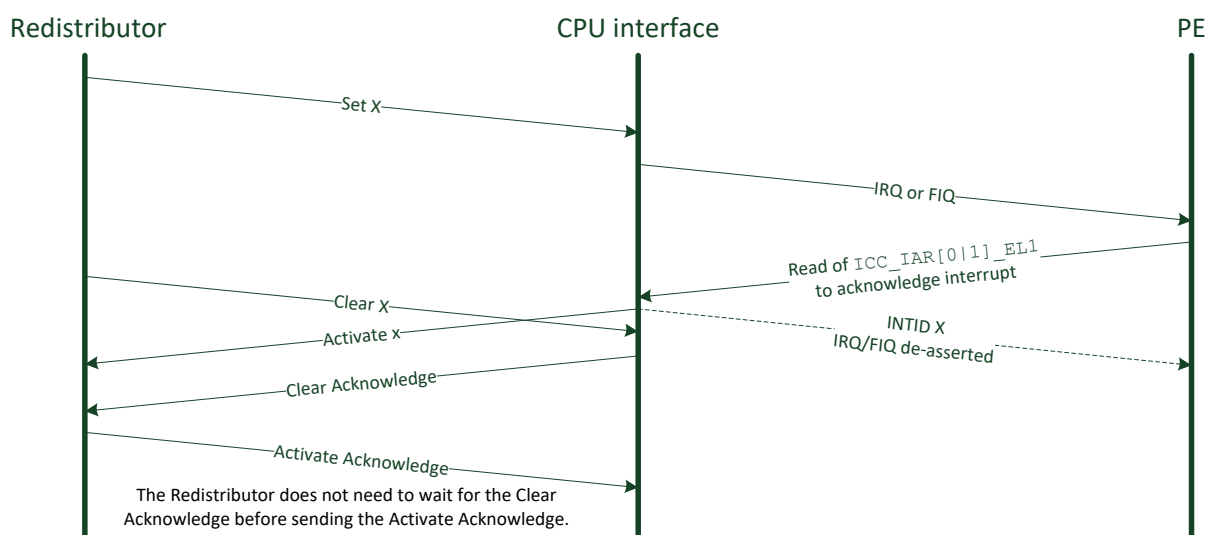 Redistributor
CPU interface
PE
Set X
IRQ or FIQ
Read of ICC_IAR[0|1]_EL1
to acknowledge interrupt
Clear X
Activate x
INTID X
IRQ/FIQ de-asserted
Clear Acknowledge
Activate Acknowledge
The Redistributor does not need to wait for the Clear
Acknowledge before sending the Activate Acknowledge.